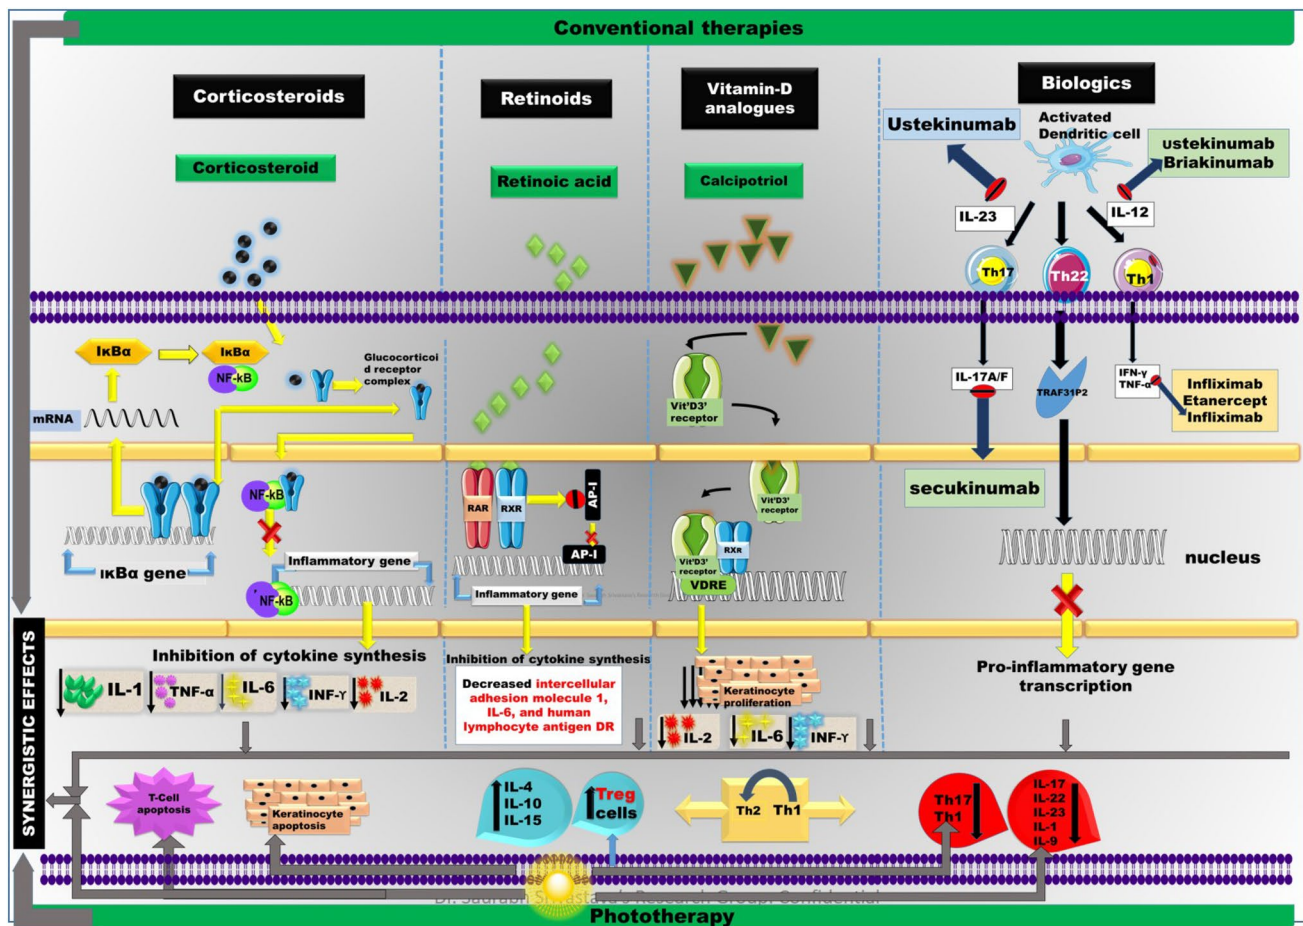 Conventional therapies
Corticosteroids
Corticosteroid
IκBα
IκBα
NF-kB
Glucocorticoi
d receptor
complex
mRNA
NF-kB
IκBα gene
Inflammatory gene
NF-kB
Inhibition of cytokine synthesis
IL-1
TNF-α
IL-6
INF-γ
IL-2
Retinoids
Retinoic acid
RAR
RXR
AP-I
AP-I
Inflammatory gene
Inhibition of cytokine synthesis
Decreased intercellular
adhesion molecule 1,
IL-6, and human
lymphocyte antigen DR
Vitamin-D
analogues
Calcipotriol
Vit'D3'
receptor
Vit'D3'
receptor
Vit'D3'
receptor
RXR
VDRE
Keratinocyte
proliferation
IL-2
IL-6
INF-γ
Biologics
Ustekinumab
Activated
Dendritic cell
ustekinumab
Briakinumab
IL-23
IL-12
Th17
Th22
Th1
IL-17A/F
TRAF31P2
IFN-γ
TNF-α
Infliximab
Etanercept
Infliximab
secukinumab
nucleus
Pro-inflammatory gene
transcription
SYNERGISTIC EFFECTS
T-Cell
apoptosis
Keratinocyte
apoptosis
IL-4
IL-10
IL-15
Treg
cells
Th2
Th1
Th17
Th1
IL-17
IL-22
IL-23
IL-1
IL-9
Dr. Saurabh Srivastava's Research Group: Confidential
Phototherapy